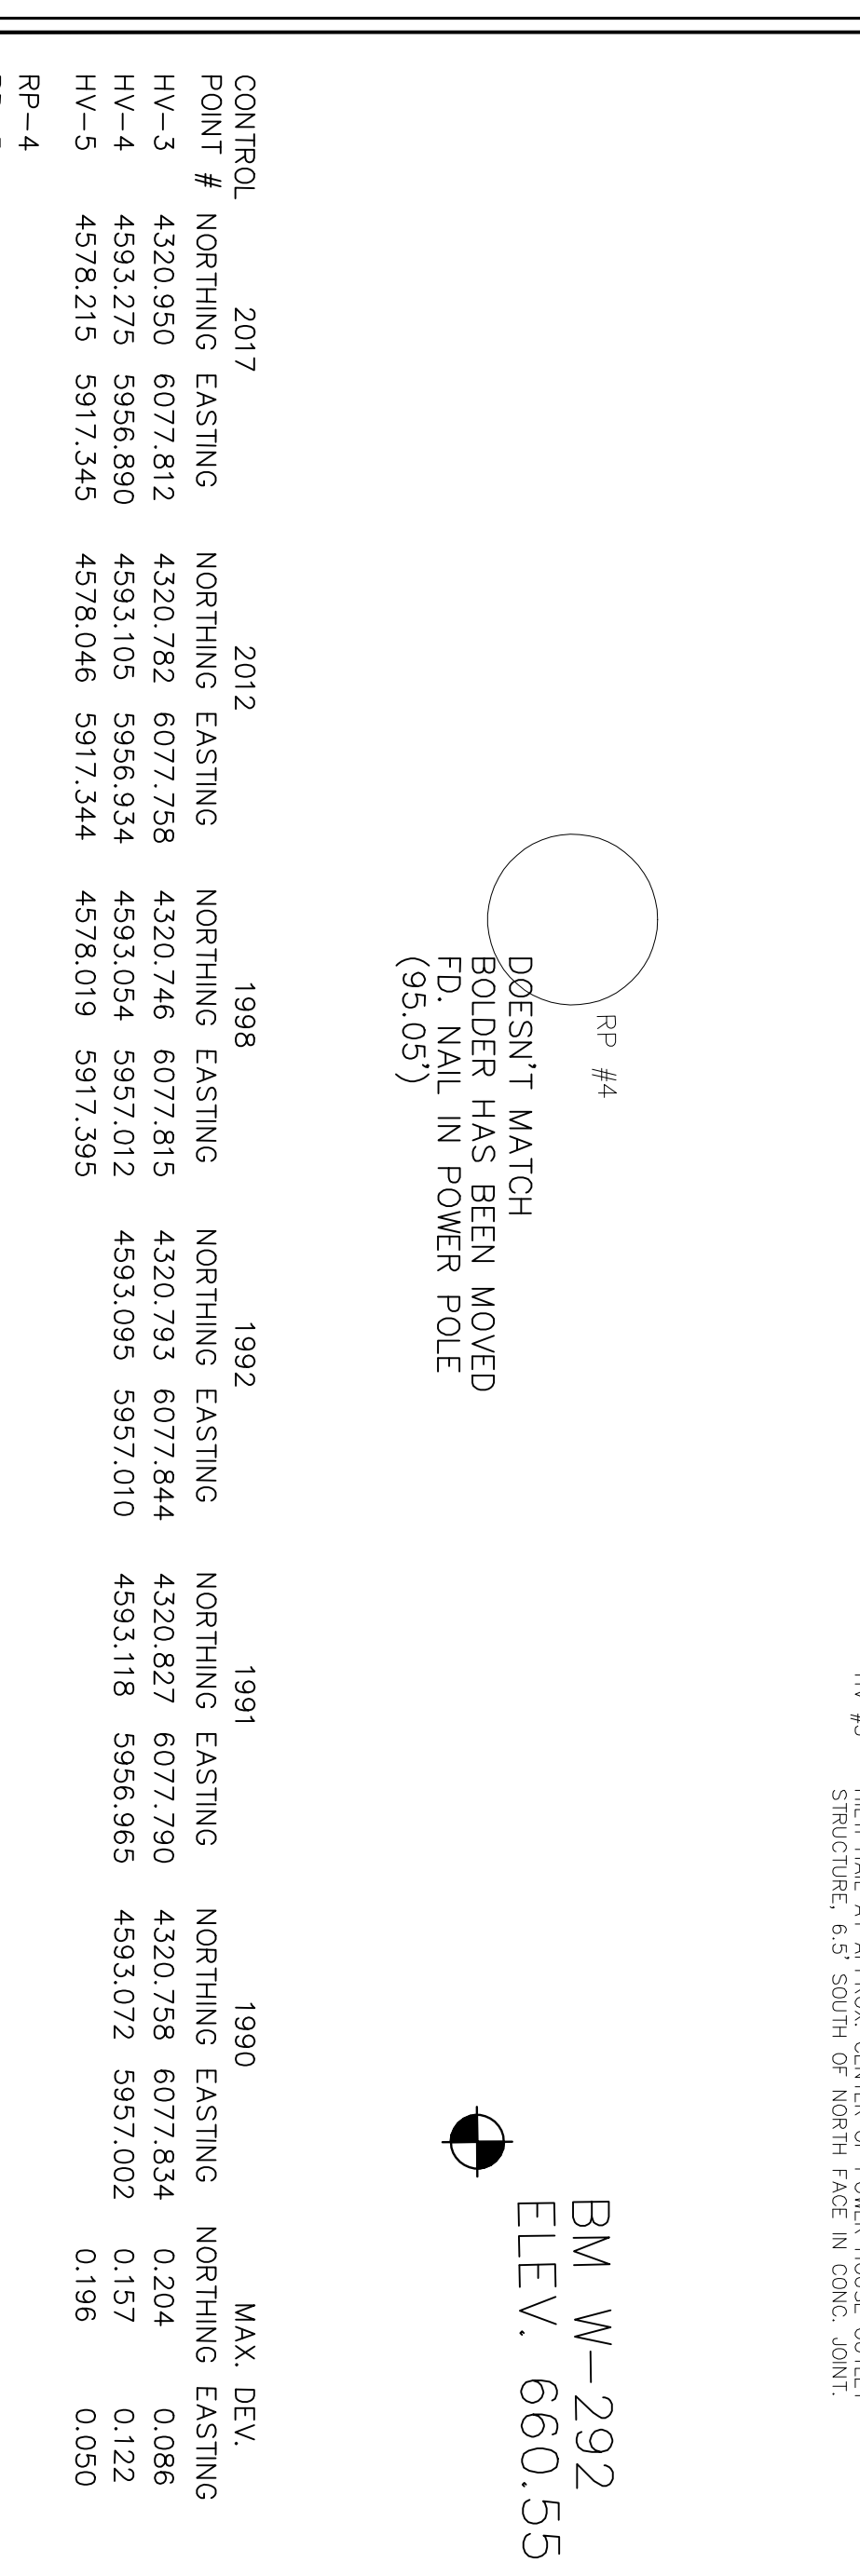 STRUCTURE, 6.5' SOUTH OF NORTH FACE IN CONC. JOINT.
RP #4
DOESN'T MATCH
BOLDER HAS BEEN MOVED
FD. NAIL IN POWER POLE
(95.05')
BM W-292
ELEV. 660.55
CONTROL 2017 2012 1998 1992 1991 1990 MAX. DEV.
POINT # NORTHING EASTING NORTHING EASTING NORTHING EASTING NORTHING EASTING NORTHING EASTING NORTHING EASTING NORTHING EASTING
HV-3 4320.950 6077.812 4320.782 6077.758 4320.746 6077.815 4320.793 6077.844 4320.827 6077.790 4320.758 6077.834 0.204 0.086
HV-4 4593.275 5956.890 4593.105 5956.934 4593.054 5957.012 4593.095 5957.010 4593.118 5956.965 4593.072 5957.002 0.157 0.122
HV-5 4578.215 5917.345 4578.046 5917.344 4578.019 5917.395 0.196 0.050
RP-4